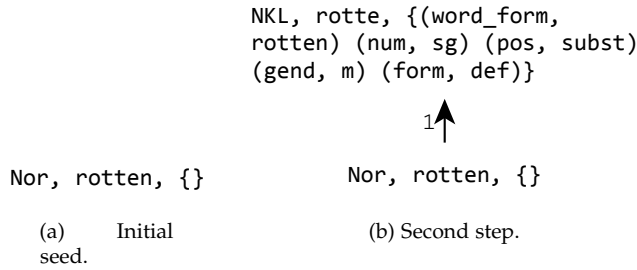 NKL, rotte, {(word_form,
rotten) (num, sg) (pos, subst)
(gend, m) (form, def)}
1
Nor, rotten, {}
Nor, rotten, {}
(a) Initial
seed.
(b) Second step.